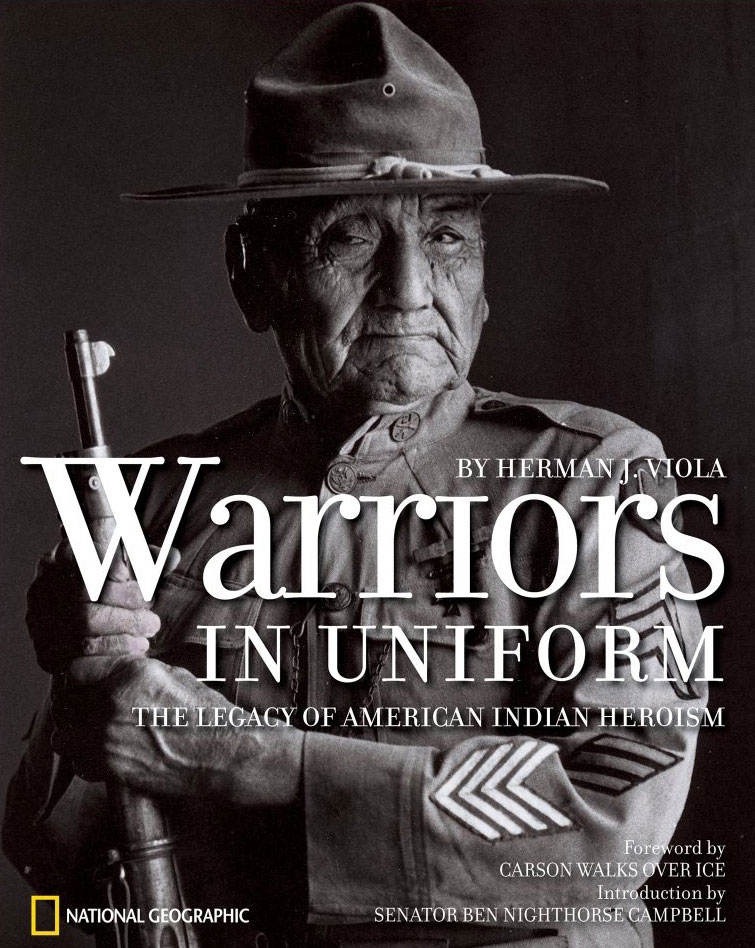 BY HERMAN J. VIOLA
Warriors
IN UNIFORM
THE LEGACY OF AMERICAN INDIAN HEROISM
Foreword by
CARSON WALKS OVER ICE
Introduction by
SENATOR BEN NIGHTHORSE CAMPBELL
NATIONAL GEOGRAPHIC